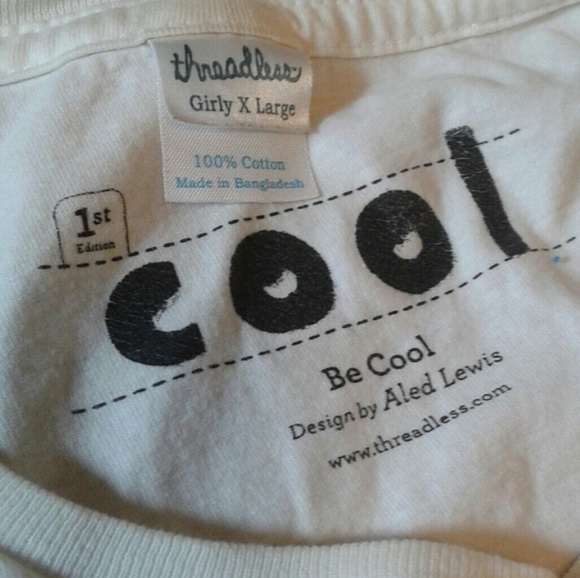 threadless
Girly X Large
100% Cotton
Made in Bangladesh
1st
Edition
cool
Be Cool
Design by Aled Lewis
www.threadless.com